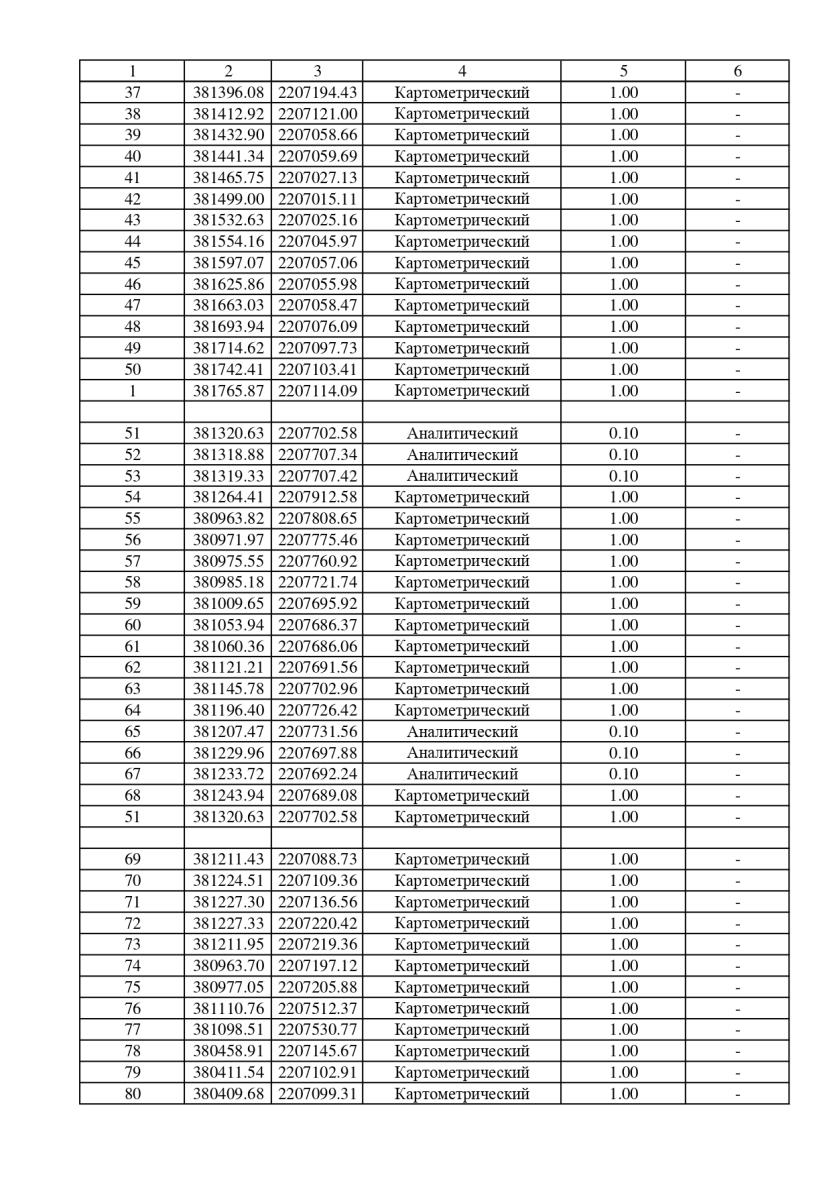 1 2 3 4 5 6
37 381396.08 2207194.43 Картометрический 1.00 -
38 381412.92 2207121.00 Картометрический 1.00 -
39 381432.90 2207058.66 Картометрический 1.00 -
40 381441.34 2207059.69 Картометрический 1.00 -
41 381465.75 2207027.13 Картометрический 1.00 -
42 381499.00 2207015.11 Картометрический 1.00 -
43 381532.63 2207025.16 Картометрический 1.00 -
44 381554.16 2207045.97 Картометрический 1.00 -
45 381597.07 2207057.06 Картометрический 1.00 -
46 381625.86 2207055.98 Картометрический 1.00 -
47 381663.03 2207058.47 Картометрический 1.00 -
48 381693.94 2207076.09 Картометрический 1.00 -
49 381714.62 2207097.73 Картометрический 1.00 -
50 381742.41 2207103.41 Картометрический 1.00 -
1 381765.87 2207114.09 Картометрический 1.00 -
51 381320.63 2207702.58 Аналитический 0.10 -
52 381318.88 2207707.34 Аналитический 0.10 -
53 381319.33 2207707.42 Аналитический 0.10 -
54 381264.41 2207912.58 Картометрический 1.00 -
55 380963.82 2207808.65 Картометрический 1.00 -
56 380971.97 2207775.46 Картометрический 1.00 -
57 380975.55 2207760.92 Картометрический 1.00 -
58 380985.18 2207721.74 Картометрический 1.00 -
59 381009.65 2207695.92 Картометрический 1.00 -
60 381053.94 2207686.37 Картометрический 1.00 -
61 381060.36 2207686.06 Картометрический 1.00 -
62 381121.21 2207691.56 Картометрический 1.00 -
63 381145.78 2207702.96 Картометрический 1.00 -
64 381196.40 2207726.42 Картометрический 1.00 -
65 381207.47 2207731.56 Аналитический 0.10 -
66 381229.96 2207697.88 Аналитический 0.10 -
67 381233.72 2207692.24 Аналитический 0.10 -
68 381243.94 2207689.08 Картометрический 1.00 -
51 381320.63 2207702.58 Картометрический 1.00 -
69 381211.43 2207088.73 Картометрический 1.00 -
70 381224.51 2207109.36 Картометрический 1.00 -
71 381227.30 2207136.56 Картометрический 1.00 -
72 381227.33 2207220.42 Картометрический 1.00 -
73 381211.95 2207219.36 Картометрический 1.00 -
74 380963.70 2207197.12 Картометрический 1.00 -
75 380977.05 2207205.88 Картометрический 1.00 -
76 381110.76 2207512.37 Картометрический 1.00 -
77 381098.51 2207530.77 Картометрический 1.00 -
78 380458.91 2207145.67 Картометрический 1.00 -
79 380411.54 2207102.91 Картометрический 1.00 -
80 380409.68 2207099.31 Картометрический 1.00 -